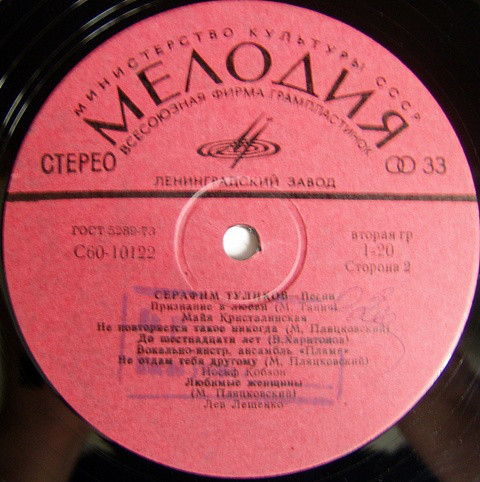 МИНИСТЕРСТВО КУЛЬТУРЫ СССР
МЕЛОДИЯ
ВСЕСОЮЗНАЯ ФИРМА ГРАМПЛАСТИНОК
СТЕРЕО
33
ЛЕНИНГРАДСКИЙ ЗАВОД
ГОСТ 5289-73
С60-10122
вторая гр
1-20
Сторона 2
СЕРАФИМ ТУЛИКОВ—Песни
Признание в любви (М. Танич)
Майя Кристалинская
Не повторяется такое никогда (М. Пляцковский)
До шестнадцати лет (В.Харитонов)
Вокально-инстр. ансамбль «Пламя»
Не отдам тебя другому (М. Пляцковский)
Иосиф Кобзон
Любимые женщины
(М. Пляцковский)
Лев Лещенко